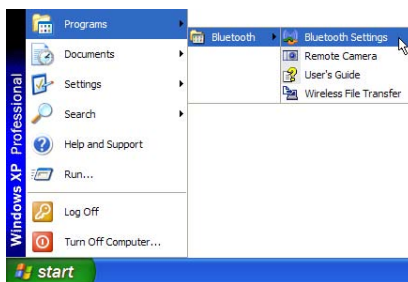 Windows XP Professional
Programs
Documents
Settings
Search
Help and Support
Run...
Log Off
Turn Off Computer...
start
Bluetooth
Bluetooth Settings
Remote Camera
User's Guide
Wireless File Transfer